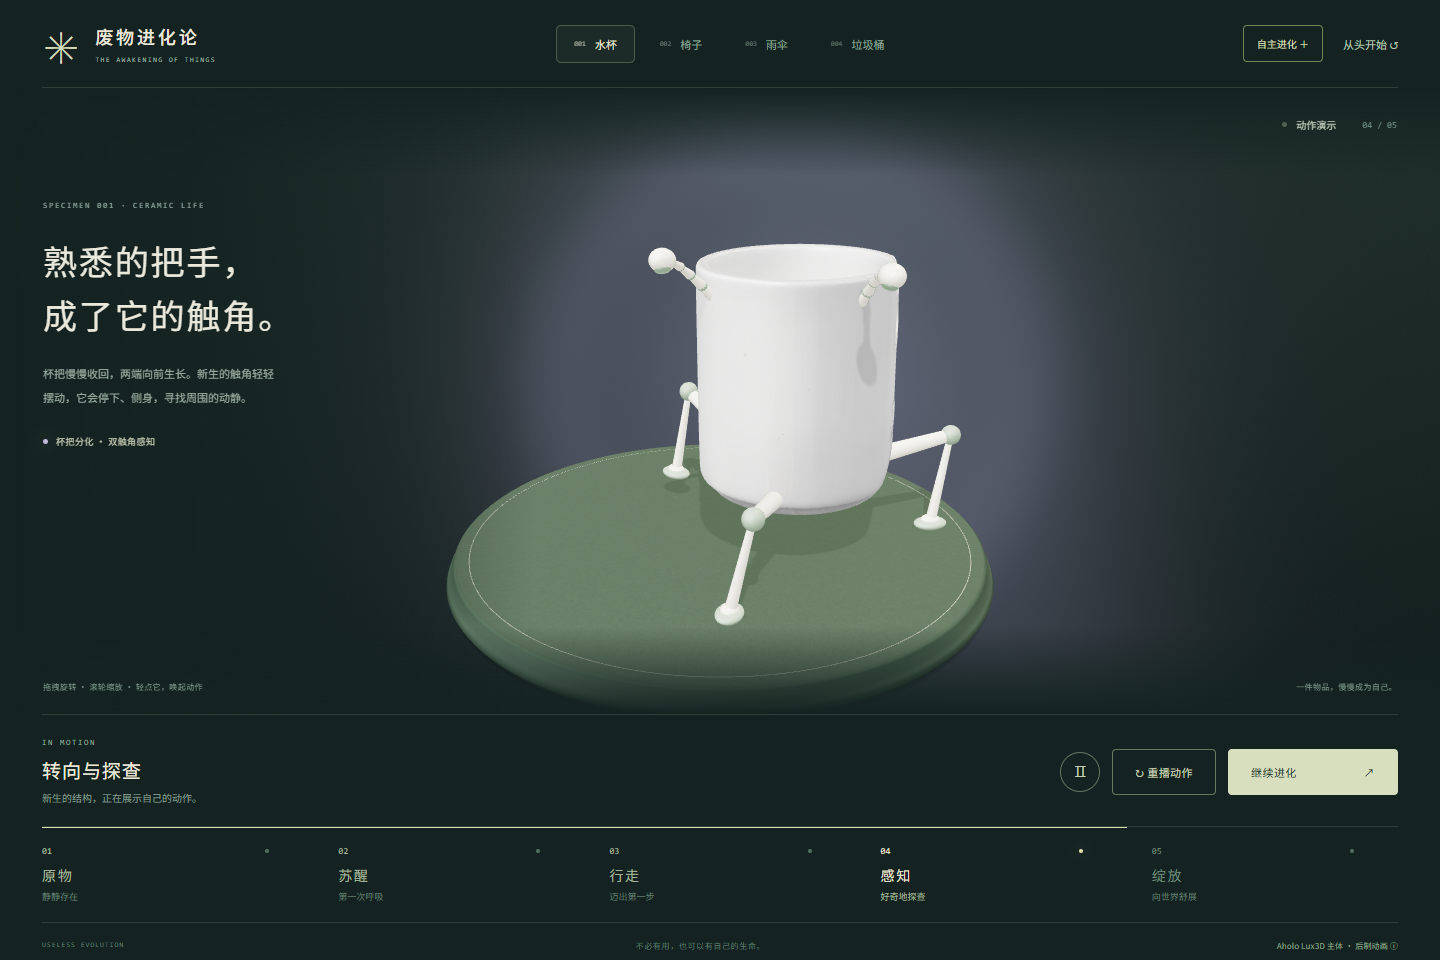 废物进化论
THE AWAKENING OF THINGS
001 水杯
002 椅子
003 雨伞
004 垃圾桶
自主进化 +
从头开始 ↺
动作演示 04 / 05
SPECIMEN 001 · CERAMIC LIFE
熟悉的把手，
成了它的触角。
杯把慢慢收回，两端向前生长。新生的触角轻轻
摆动，它会停下、侧身，寻找周围的动静。
杯把分化 · 双触角感知
拖拽旋转 · 滚轮缩放 · 轻点它，唤起动作
一件物品，慢慢成为自己。
IN MOTION
转向与探查
新生的结构，正在展示自己的动作。
↻ 重播动作
继续进化 ↗
01
原物
静静存在
02
苏醒
第一次呼吸
03
行走
迈出第一步
04
感知
好奇地探查
05
绽放
向世界舒展
USELESS EVOLUTION
不必有用，也可以有自己的生命。
Aholo Lux3D 主体 · 后制动画 ⓘ